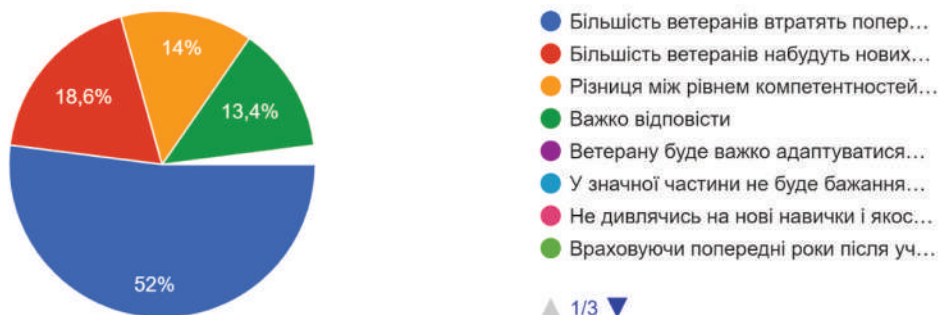 14%
18,6%
13,4%
52%
Більшість ветеранів втратять попер…
Більшість ветеранів набудуть нових…
Різниця між рівнем компетентностей…
Важко відповісти
Ветерану буде важко адаптуватися…
У значної частини не буде бажання…
Не дивлячись на нові навички і якос…
Враховуючи попередні роки після уч…
1/3